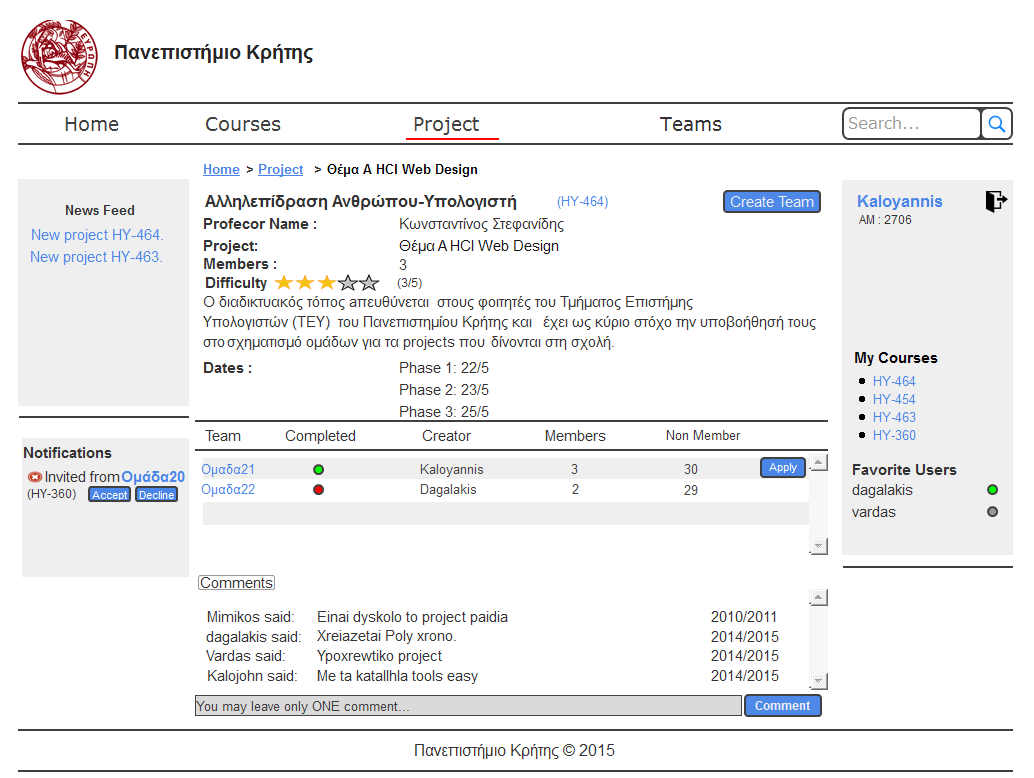 ΕΥΡΩΠΗ
Πανεπιστήμιο Κρήτης
Home Courses Project Teams Search...
Home > Project > Θέμα Α HCI Web Design
News Feed
New project HY-464.
New project HY-463.
Notifications
Invited from Ομάδα20
(HY-360) Accept Decline
Αλληλεπίδραση Ανθρώπου-Υπολογιστή (HY-464) Create Team
Profecor Name : Κωνσταντίνος Στεφανίδης
Project: Θέμα Α HCI Web Design
Members : 3
Difficulty (3/5)
Ο διαδικτυακός τόπος απευθύνεται στους φοιτητές του Τμήματος Επιστήμης
Υπολογιστών (ΤΕΥ) του Πανεπιστημίου Κρήτης και έχει ως κύριο στόχο την υποβοήθησή τους
στο σχηματισμό ομάδων για τα projects που δίνονται στη σχολή.
Dates : Phase 1: 22/5
Phase 2: 23/5
Phase 3: 25/5
Team Completed Creator Members Non Member
Ομαδα21 Kaloyannis 3 30 Apply
Ομαδα22 Dagalakis 2 29
Comments
Mimikos said: Einai dyskolo to project paidia 2010/2011
dagalakis said: Xreiazetai Poly xrono. 2014/2015
Vardas said: Ypoxrewtiko project 2014/2015
Kalojohn said: Me ta katallhla tools easy 2014/2015
You may leave only ONE comment... Comment
Kaloyannis
AM : 2706
My Courses
HY-464
HY-454
HY-463
HY-360
Favorite Users
dagalakis
vardas
Πανεπιστήμιο Κρήτης © 2015